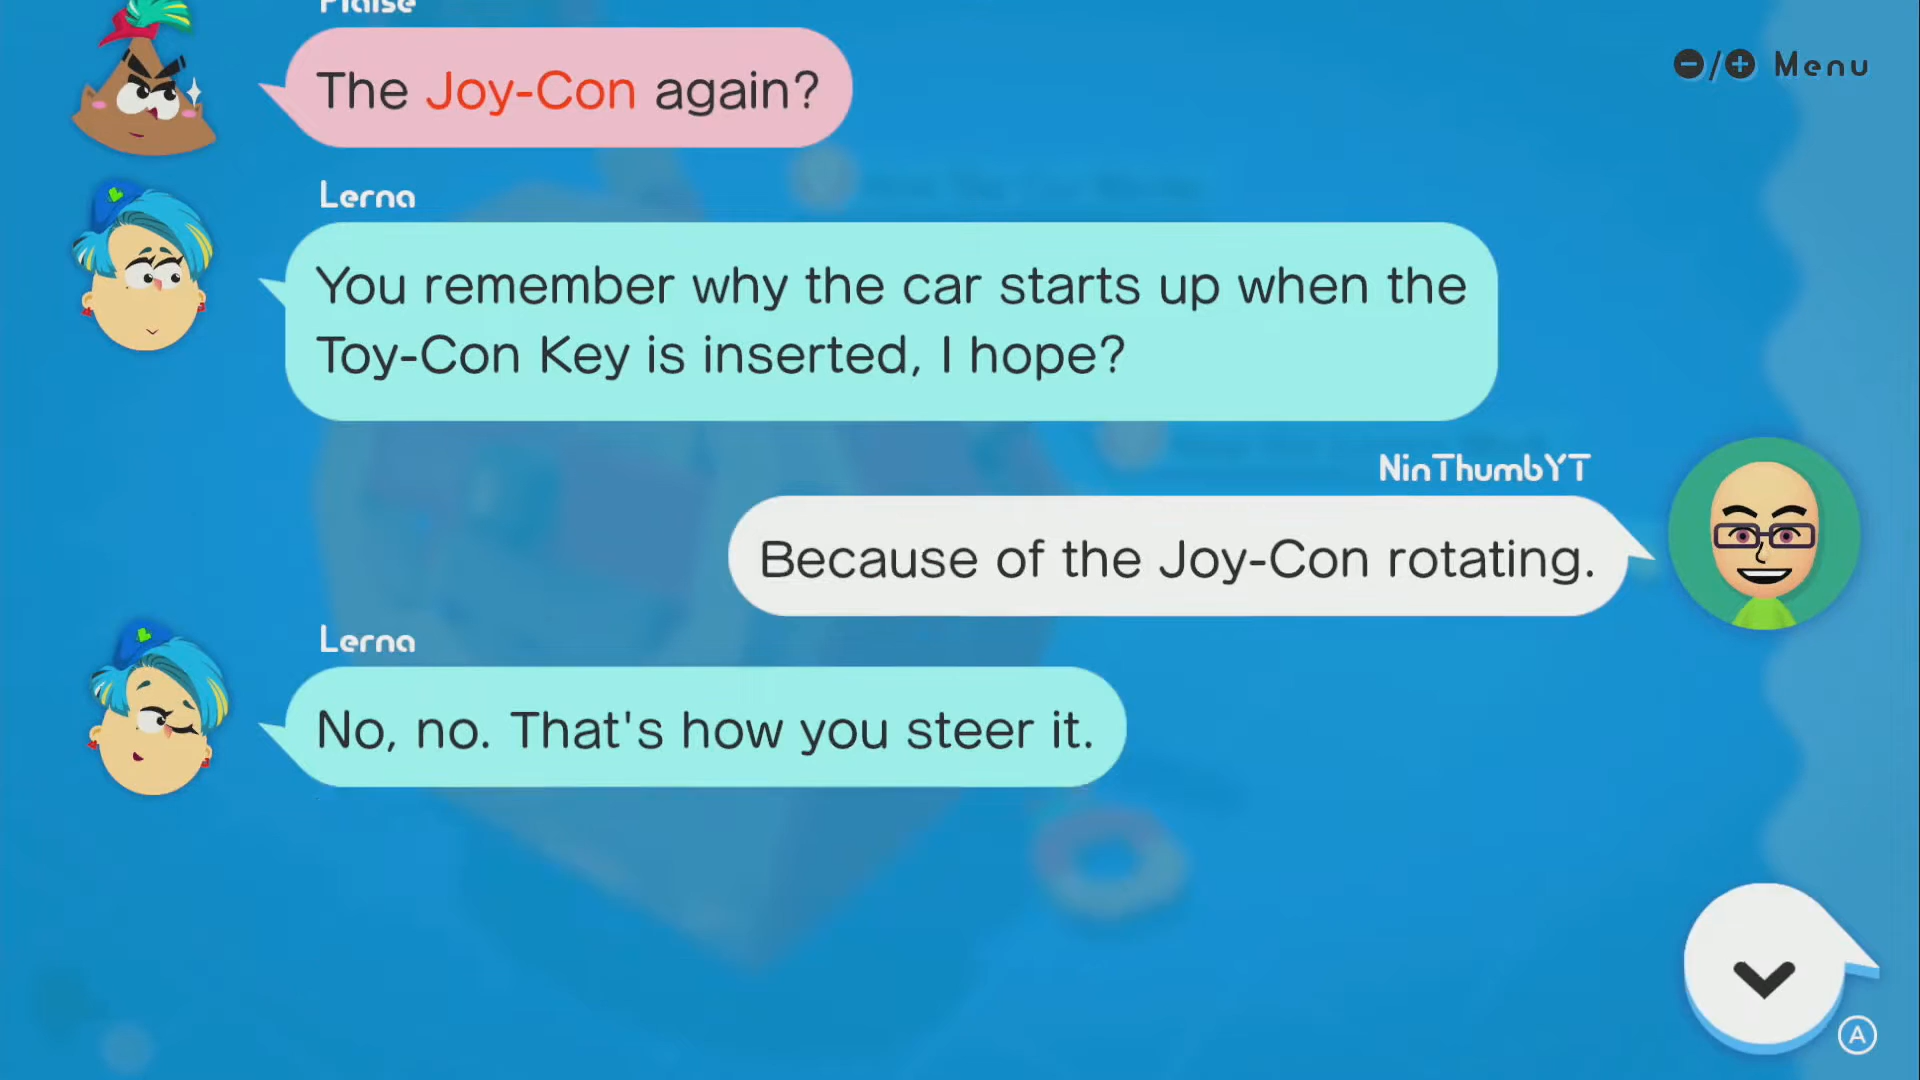 Plaise
The Joy-Con again?
−/+ Menu
Lerna
You remember why the car starts up when the
Toy-Con Key is inserted, I hope?
NinThumbYT
Because of the Joy-Con rotating.
Lerna
No, no. That's how you steer it.
A